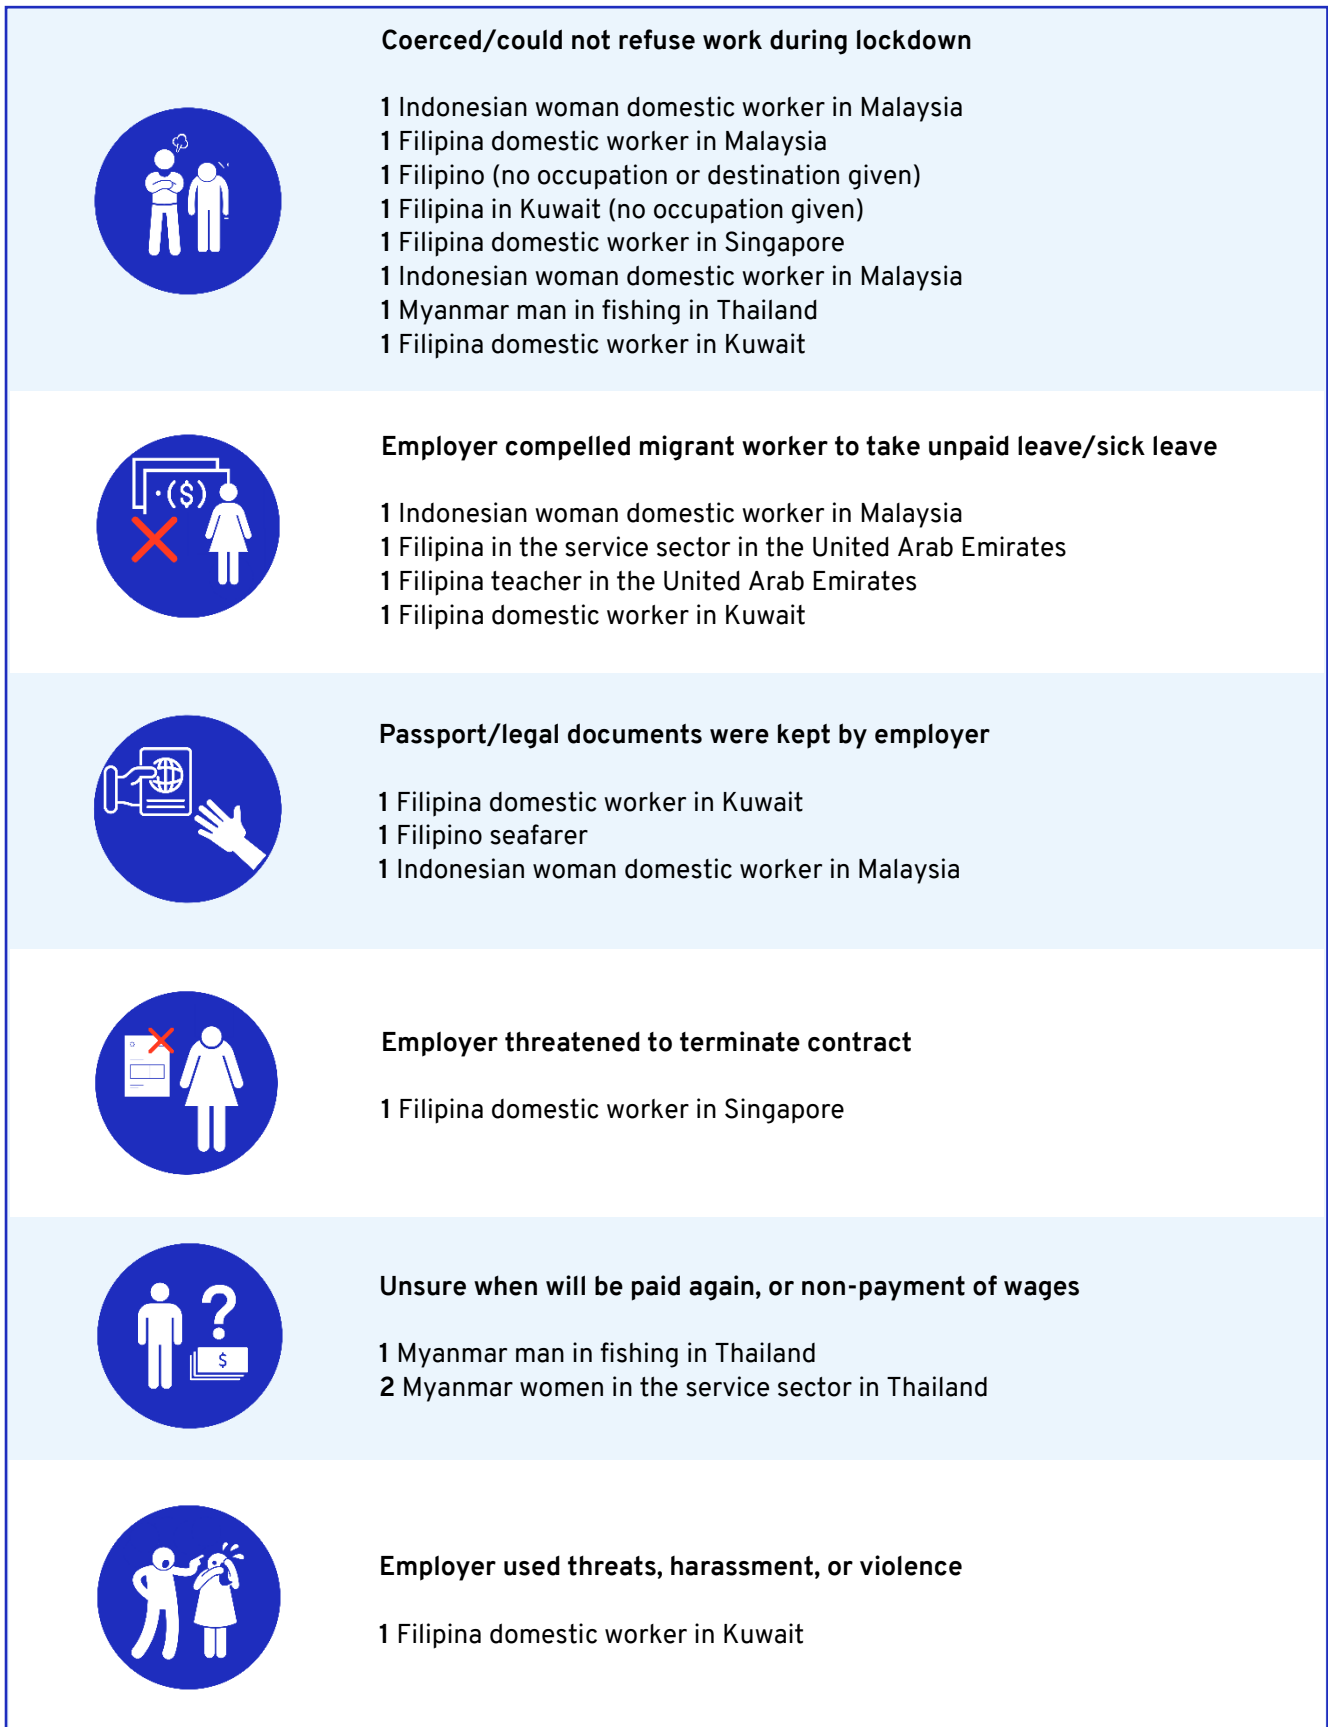 Coerced/could not refuse work during lockdown
1 Indonesian woman domestic worker in Malaysia
1 Filipina domestic worker in Malaysia
1 Filipino (no occupation or destination given)
1 Filipina in Kuwait (no occupation given)
1 Filipina domestic worker in Singapore
1 Indonesian woman domestic worker in Malaysia
1 Myanmar man in fishing in Thailand
1 Filipina domestic worker in Kuwait
($)
Employer compelled migrant worker to take unpaid leave/sick leave
1 Indonesian woman domestic worker in Malaysia
1 Filipina in the service sector in the United Arab Emirates
1 Filipina teacher in the United Arab Emirates
1 Filipina domestic worker in Kuwait
Passport/legal documents were kept by employer
1 Filipina domestic worker in Kuwait
1 Filipino seafarer
1 Indonesian woman domestic worker in Malaysia
Employer threatened to terminate contract
1 Filipina domestic worker in Singapore
?
$
Unsure when will be paid again, or non-payment of wages
1 Myanmar man in fishing in Thailand
2 Myanmar women in the service sector in Thailand
Employer used threats, harassment, or violence
1 Filipina domestic worker in Kuwait